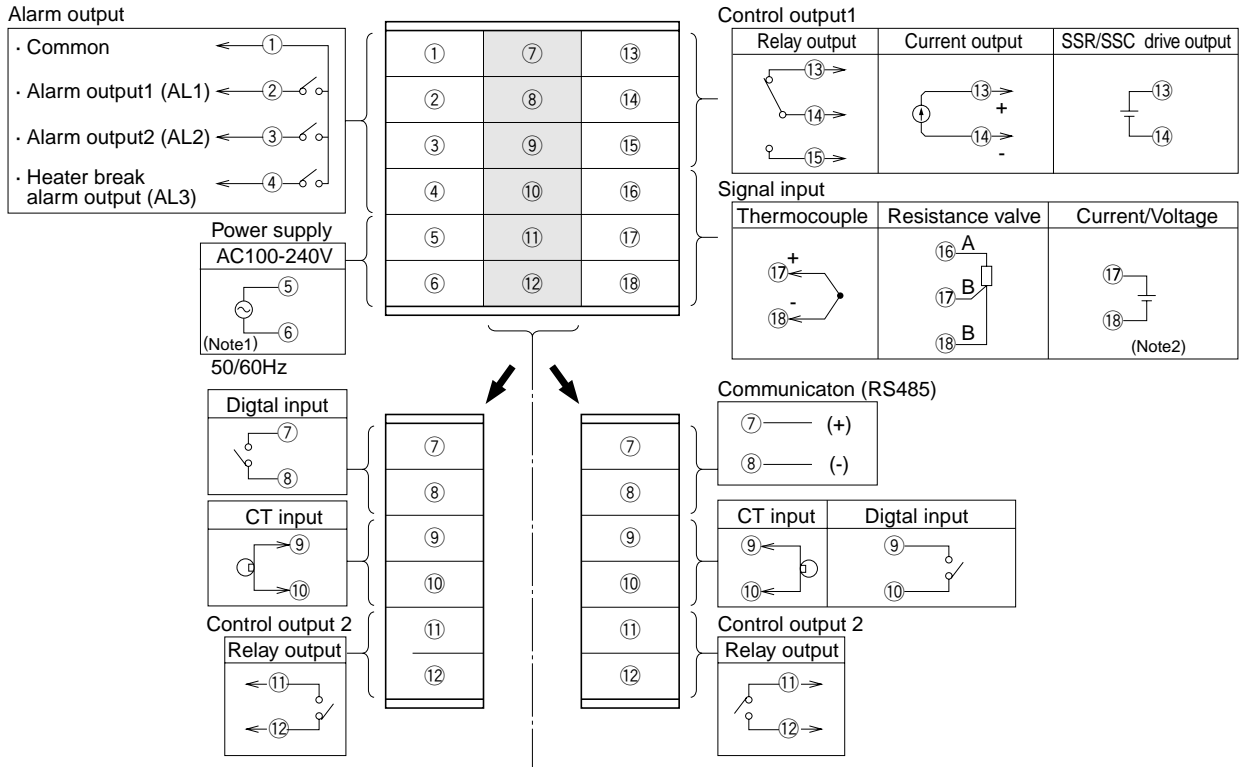 Alarm output
· Common ①
· Alarm output1 (AL1) ②
· Alarm output2 (AL2) ③
· Heater break ④
alarm output (AL3)
Power supply
AC100-240V
⑤
⑥
(Note1)
50/60Hz
① ⑦ ⑬
② ⑧ ⑭
③ ⑨ ⑮
④ ⑩ ⑯
⑤ ⑪ ⑰
⑥ ⑫ ⑱
Control output1
Relay output Current output SSR/SSC drive output
⑬ ⑬ ⑬
+
⑭ ⑭ ⑭
-
⑮
Signal input
Thermocouple Resistance valve Current/Voltage
⑯ A
+
⑰ ⑰ B ⑰
-
⑱ ⑱ B ⑱
(Note2)
Digtal input
⑦
⑧
CT input
⑨
⑩
Control output 2
Relay output
⑪
⑫
⑦
⑧
⑨
⑩
⑪
⑫
⑦
⑧
⑨
⑩
⑪
⑫
Communicaton (RS485)
⑦ (+)
⑧ (-)
CT input Digtal input
⑨ ⑨
⑩ ⑩
Control output 2
Relay output
⑪
⑫